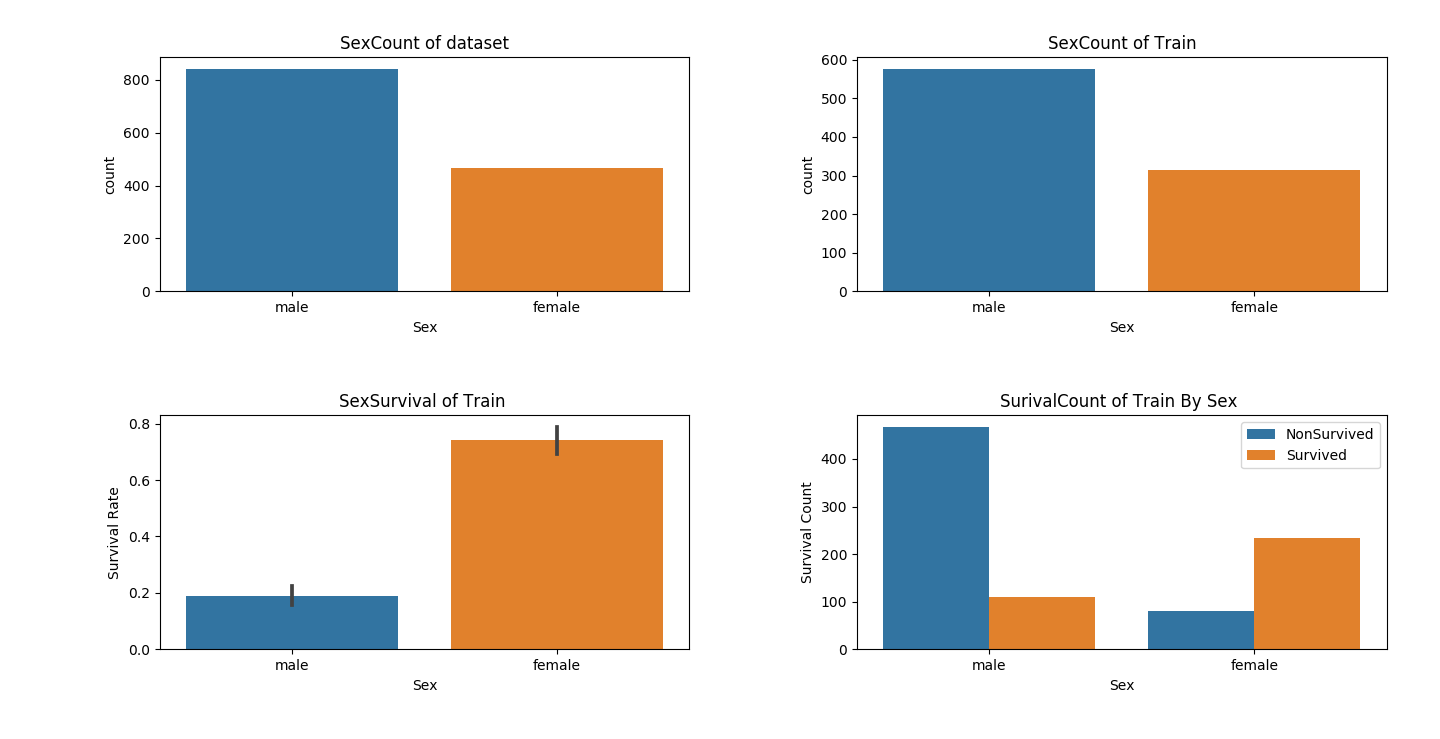 SexCount of dataset
count
800
600
400
200
0
male
female
Sex
SexCount of Train
count
600
500
400
300
200
100
0
male
female
Sex
SexSurvival of Train
Survival Rate
0.8
0.6
0.4
0.2
0.0
male
female
Sex
SurivalCount of Train By Sex
Survival Count
400
300
200
100
0
NonSurvived
Survived
male
female
Sex